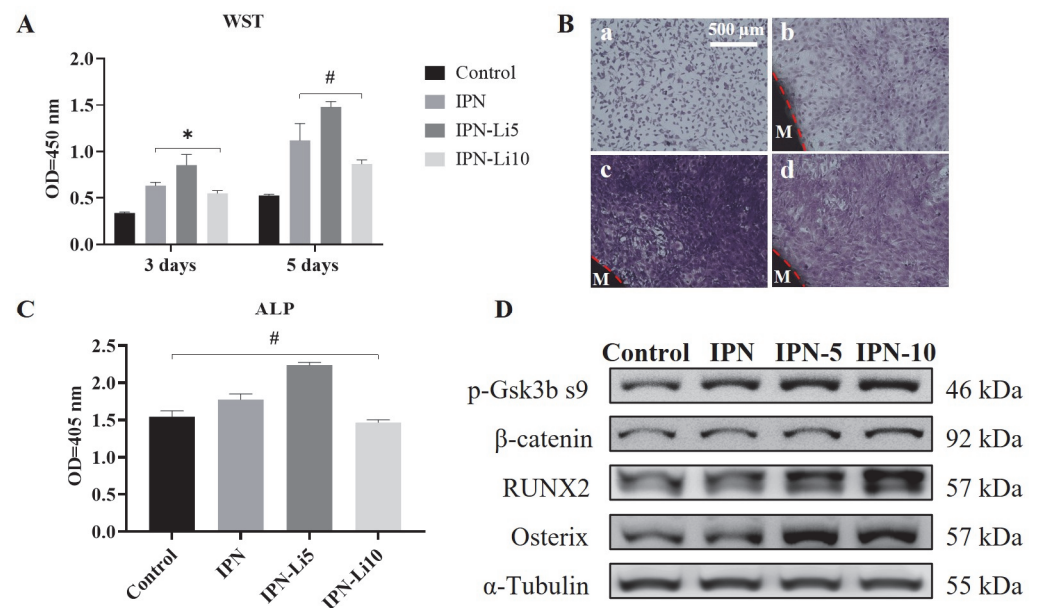 A
WST
OD=450 nm
2.0
1.5
1.0
0.5
0.0
*
#
3 days
5 days
Control
IPN
IPN-Li5
IPN-Li10
B
a
500 µm
b
M
c
M
d
M
C
ALP
OD=405 nm
2.5
2.0
1.5
1.0
0.5
0.0
#
Control
IPN
IPN-Li5
IPN-Li10
D
Control IPN IPN-5 IPN-10
p-Gsk3b s9 46 kDa
β-catenin 92 kDa
RUNX2 57 kDa
Osterix 57 kDa
α-Tubulin 55 kDa